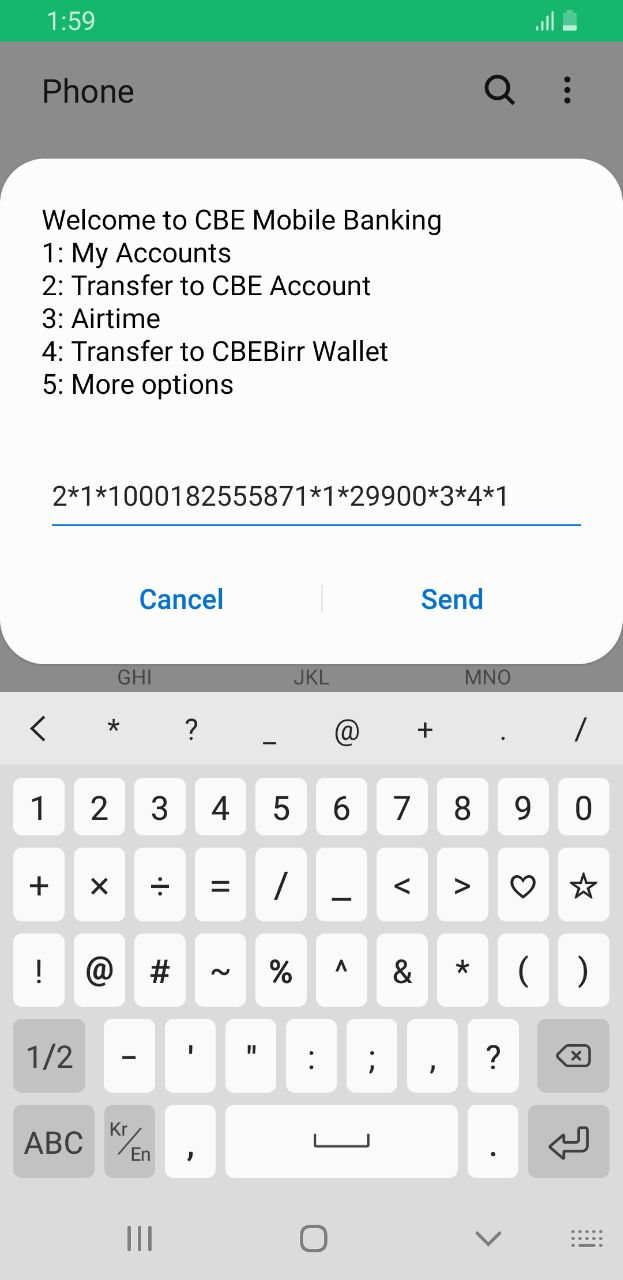 1:59
Phone
Welcome to CBE Mobile Banking
1: My Accounts
2: Transfer to CBE Account
3: Airtime
4: Transfer to CBEBirr Wallet
5: More options
2*1*1000182555871*1*29900*3*4*1
Cancel Send
GHI JKL MNO
* ? _ @ + . /
1 2 3 4 5 6 7 8 9 0
+ × ÷ = / _ < > ♡ ☆
! @ # ~ % ^ & * ( )
1/2 - ' " : ; , ?
ABC Kr/En , .